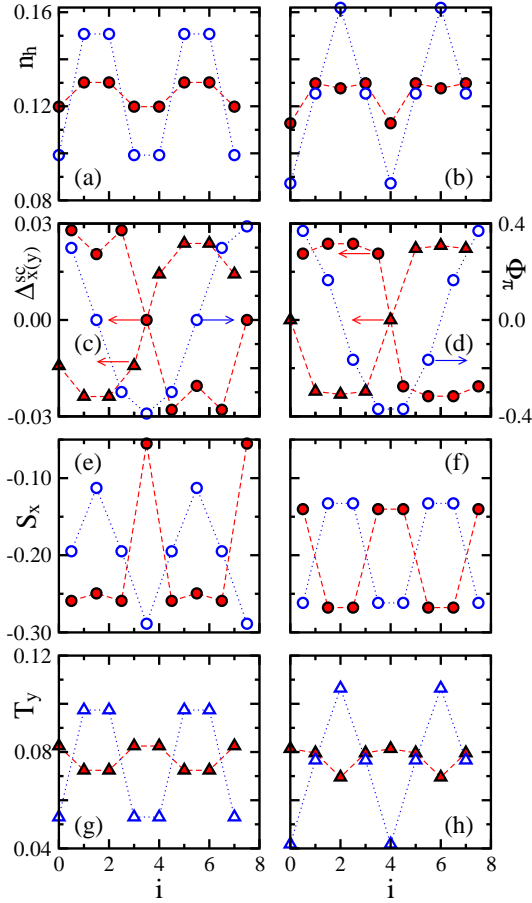 0.16
n_h
0.12
0.08
(a)
(b)
0.03
Δ^sc_x(y)
0.00
-0.03
(c)
(d)
0.4
Φ_π
0.0
-0.4
(e)
(f)
-0.10
S_x
-0.20
-0.30
0.12
T_y
0.08
0.04
(g)
(h)
0 2 4 6 8
0 2 4 6 8
i
i